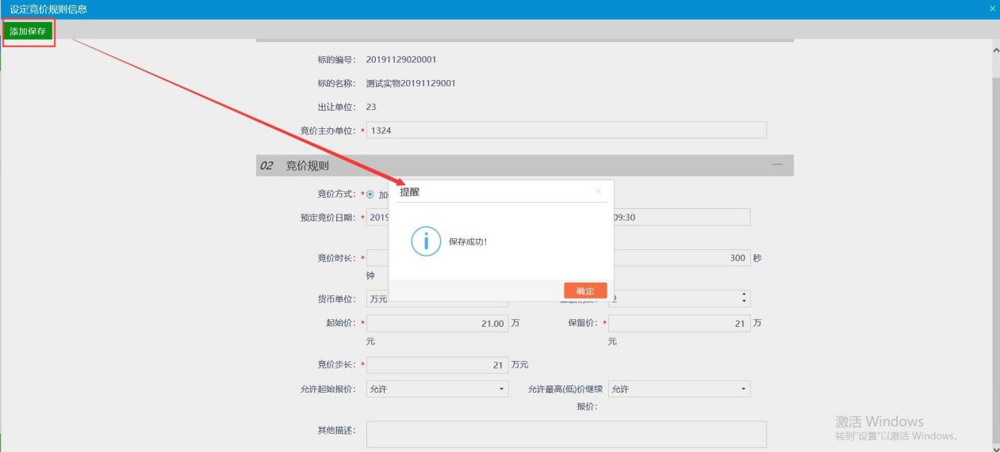 设定竞价规则信息
添加保存
标的编号： 20191129020001
标的名称： 测试实物20191129001
出让单位： 23
竞价主办单位：* 1324
02 竞价规则
竞价方式：*
提醒
预定竞价日期：* 2019
09:30
保存成功！
竞价时长：*
300 秒
钟
确定
货币单位： 万元
2
起始价：* 21.00 万
元
保留价：* 21 万
元
竞价步长：* 21 万元
允许起始报价： 允许
允许最高(低)价继续
报价： 允许
其他描述：
激活 Windows
转到"设置"以激活 Windows。